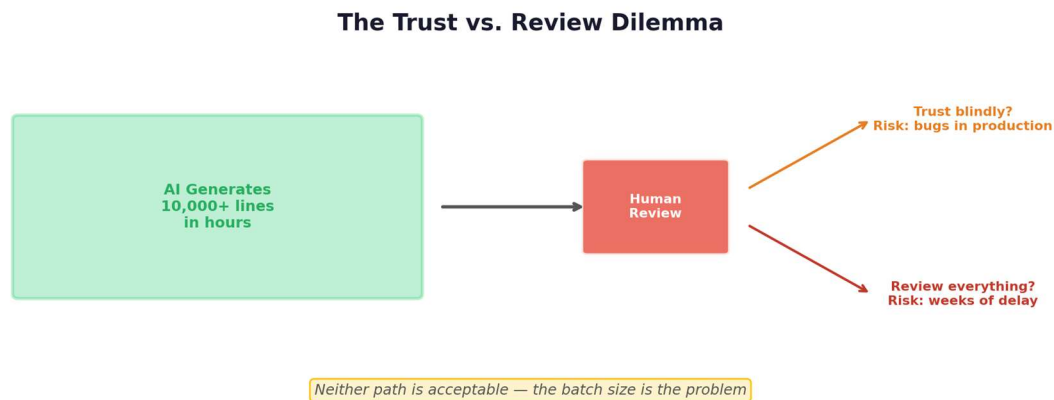 The Trust vs. Review Dilemma
AI Generates
10,000+ lines
in hours
Human
Review
Trust blindly?
Risk: bugs in production
Review everything?
Risk: weeks of delay
Neither path is acceptable — the batch size is the problem